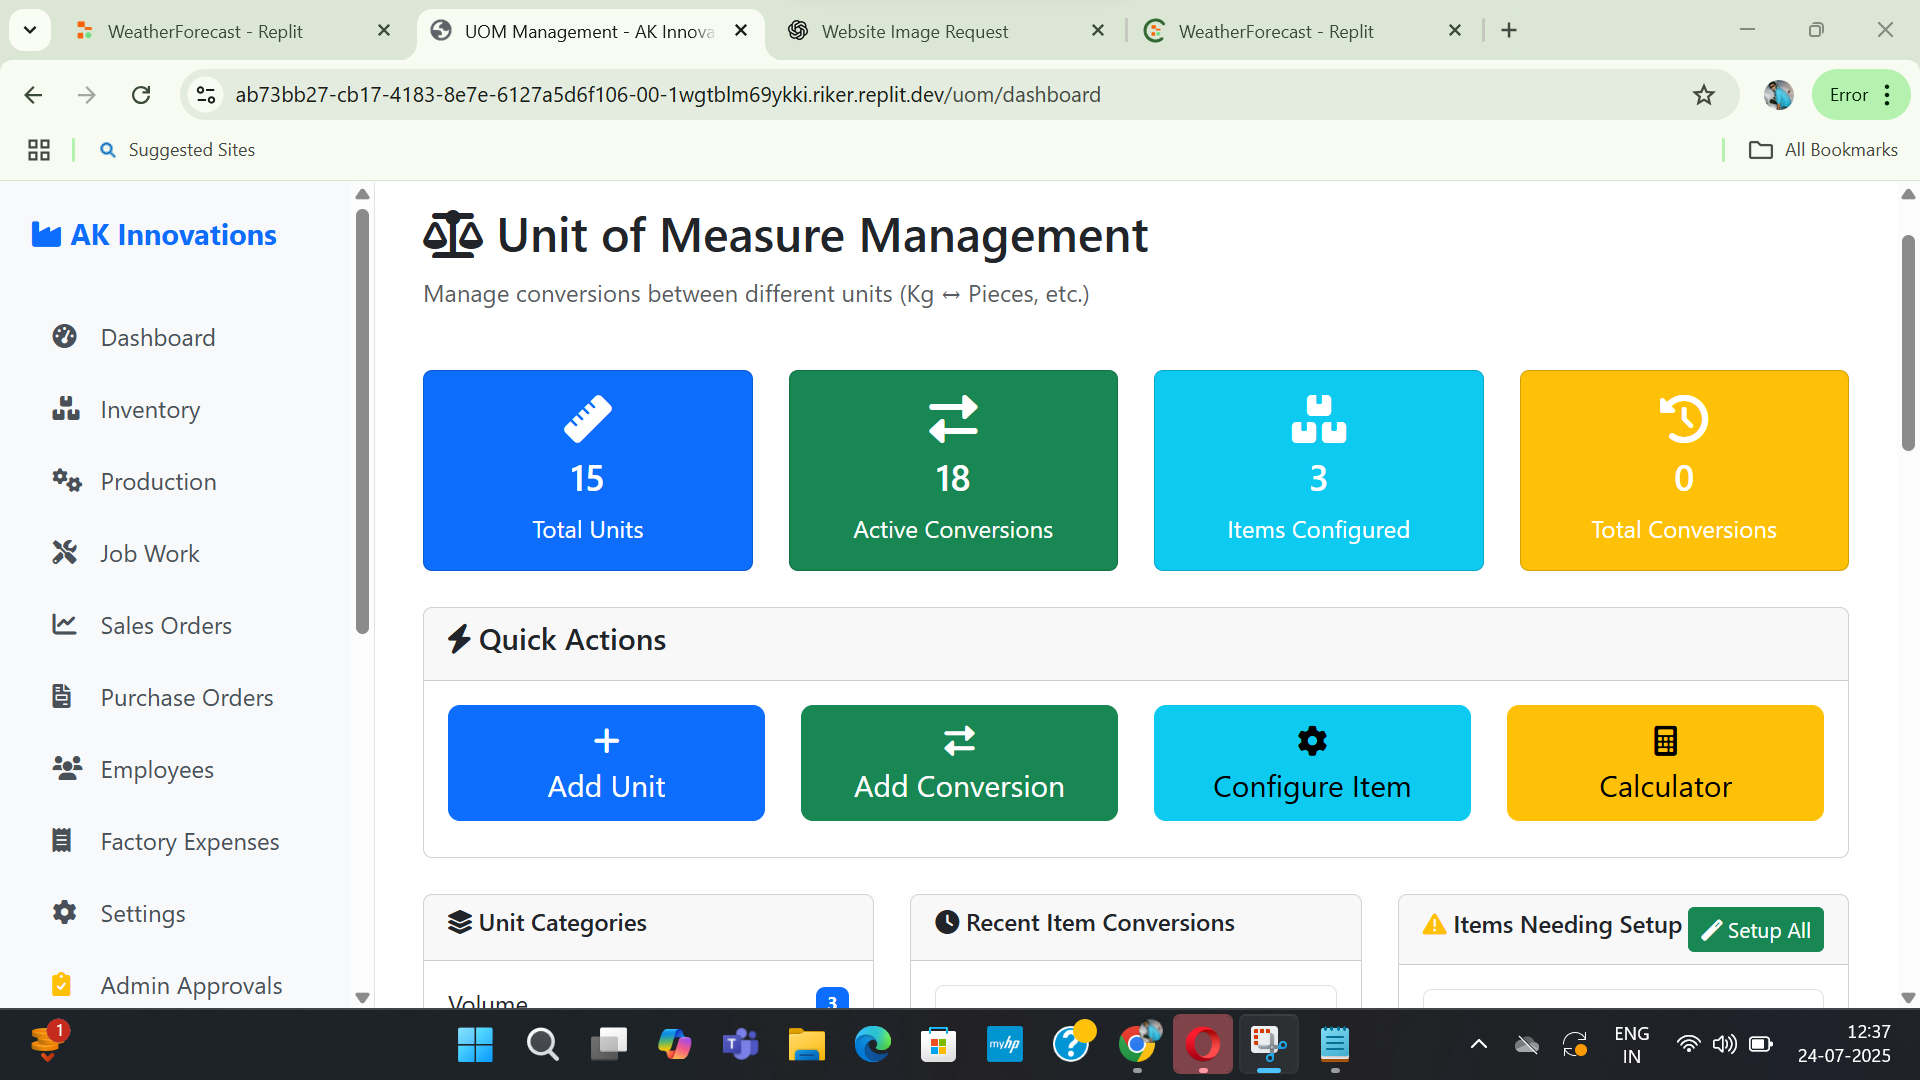 WeatherForecast - Replit
UOM Management - AK Innova
Website Image Request
WeatherForecast - Replit
ab73bb27-cb17-4183-8e7e-6127a5d6f106-00-1wgtblm69ykki.riker.replit.dev/uom/dashboard
Error
Suggested Sites
All Bookmarks
AK Innovations
Dashboard
Inventory
Production
Job Work
Sales Orders
Purchase Orders
Employees
Factory Expenses
Settings
Admin Approvals
Unit of Measure Management
Manage conversions between different units (Kg ↔ Pieces, etc.)
15
Total Units
18
Active Conversions
3
Items Configured
0
Total Conversions
Quick Actions
Add Unit
Add Conversion
Configure Item
Calculator
Unit Categories
Volume
3
Recent Item Conversions
Items Needing Setup
Setup All
1
myhp
ENG
IN
12:37
24-07-2025